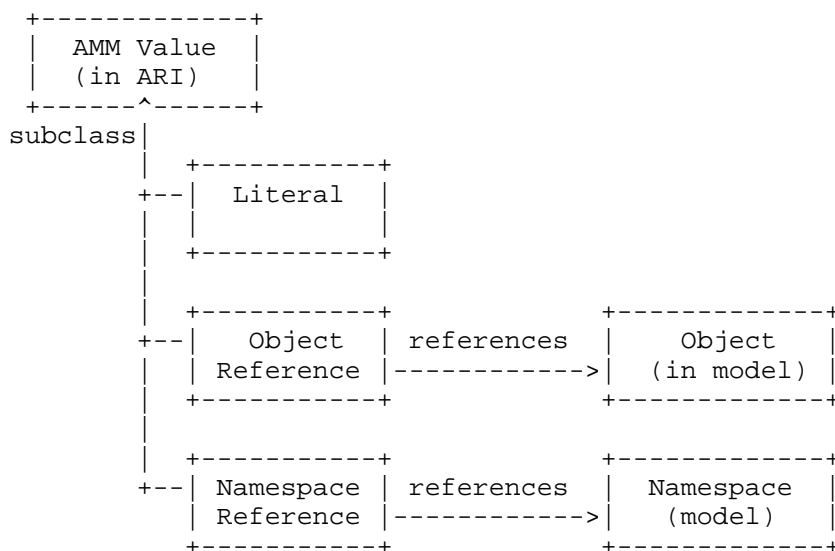 AMM Value
(in ARI)
subclass
Literal
Object references Object
Reference (in model)
Namespace references Namespace
Reference (model)